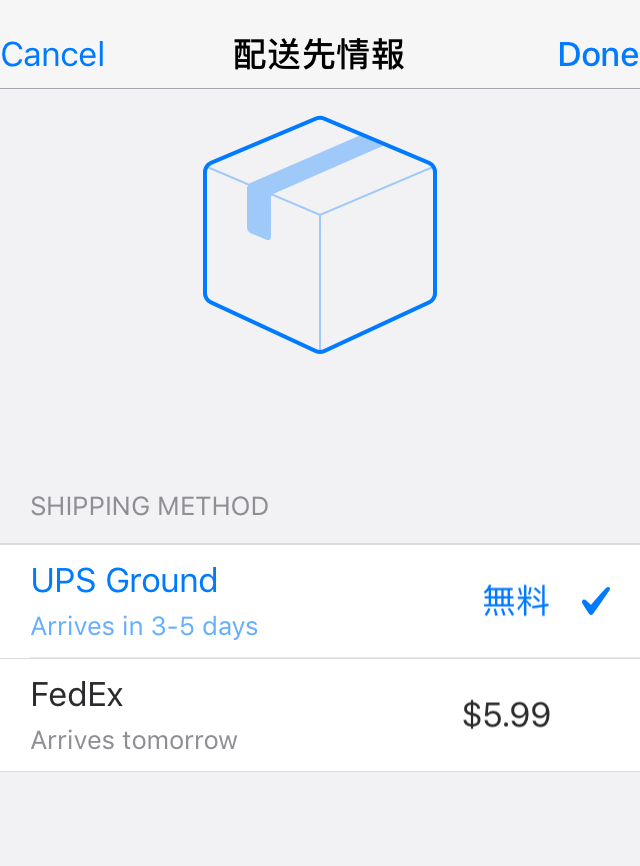 Cancel 配送先情報 Done
SHIPPING METHOD
UPS Ground
Arrives in 3-5 days
無料
FedEx
Arrives tomorrow
$5.99